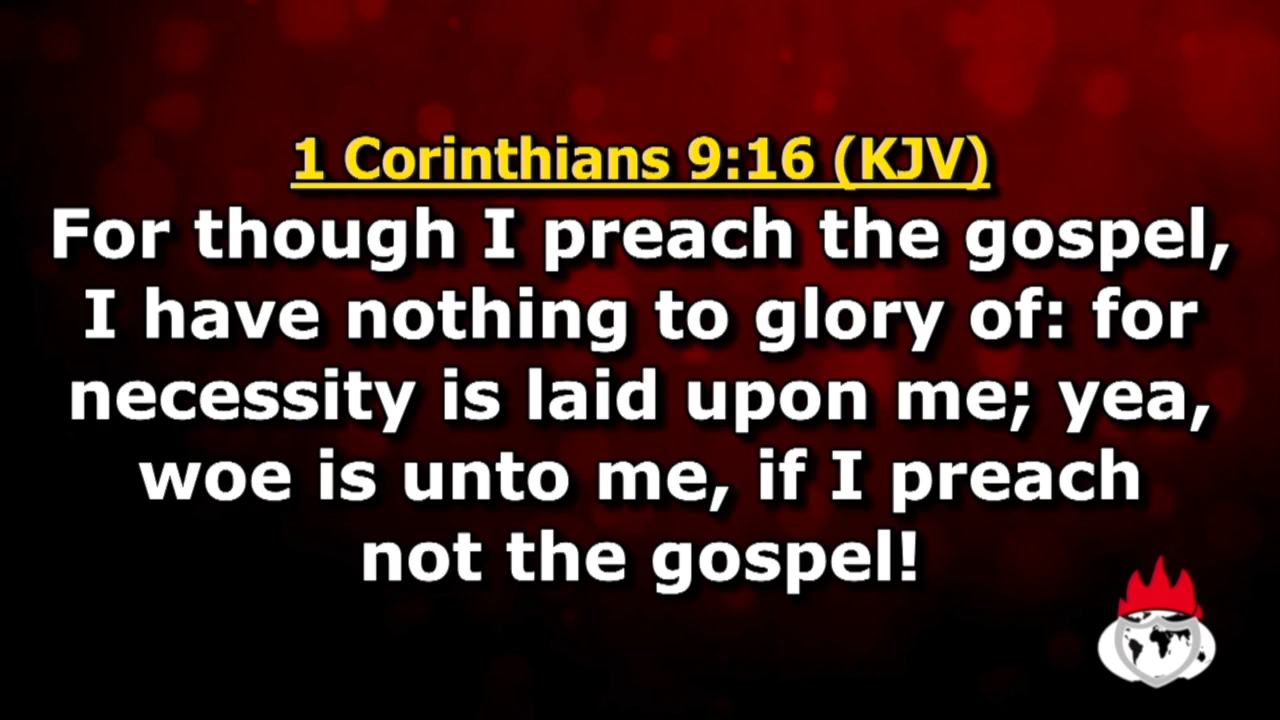 1 Corinthians 9:16 (KJV)
For though I preach the gospel,
I have nothing to glory of: for
necessity is laid upon me; yea,
woe is unto me, if I preach
not the gospel!